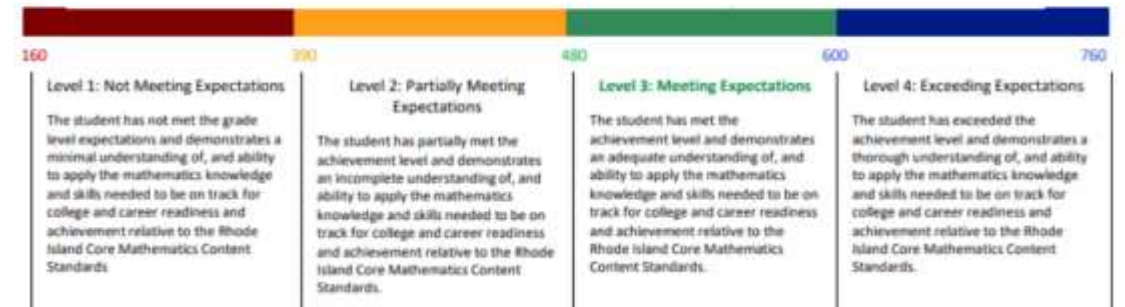 160 390 480 600 760
Level 1: Not Meeting Expectations
The student has not met the grade
level expectations and demonstrates a
minimal understanding of, and ability
to apply the mathematics knowledge
and skills needed to be on track for
college and career readiness and
achievement relative to the Rhode
Island Core Mathematics Content
Standards
Level 2: Partially Meeting
Expectations
The student has partially met the
achievement level and demonstrates
an incomplete understanding of, and
ability to apply the mathematics
knowledge and skills needed to be on
track for college and career readiness
and achievement relative to the Rhode
Island Core Mathematics Content
Standards.
Level 3: Meeting Expectations
The student has met the
achievement level and demonstrates
an adequate understanding of, and
ability to apply the mathematics
knowledge and skills needed to be on
track for college and career readiness
and achievement relative to the
Rhode Island Core Mathematics
Content Standards.
Level 4: Exceeding Expectations
The student has exceeded the
achievement level and demonstrates a
thorough understanding of, and ability
to apply the mathematics knowledge
and skills needed to be on track for
college and career readiness and
achievement relative to the Rhode
Island Core Mathematics Content
Standards.